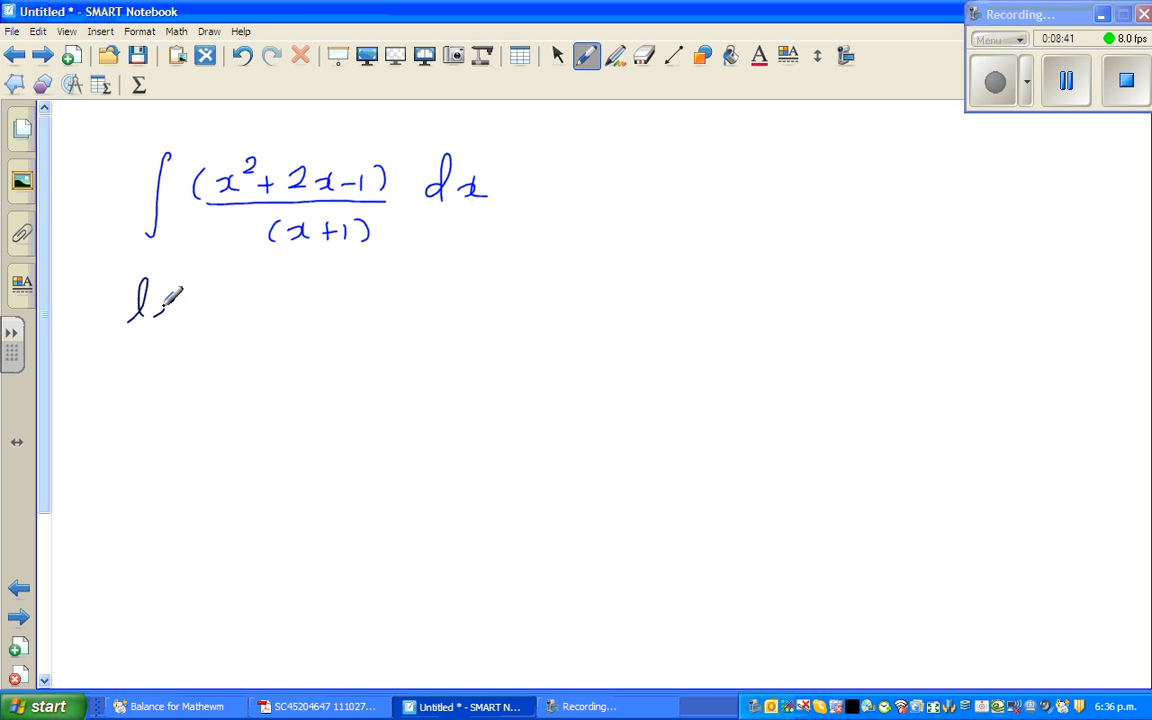 Untitled * - SMART Notebook
Recording...
File Edit View Insert Format Math Draw Help
Menu
0:08:41
8.0 fps
∫ (x²+2x-1) dx
(x+1)
start
Balance for Mathewm
SC45204647 111027...
Untitled * - SMART N...
Recording...
6:36 p.m.